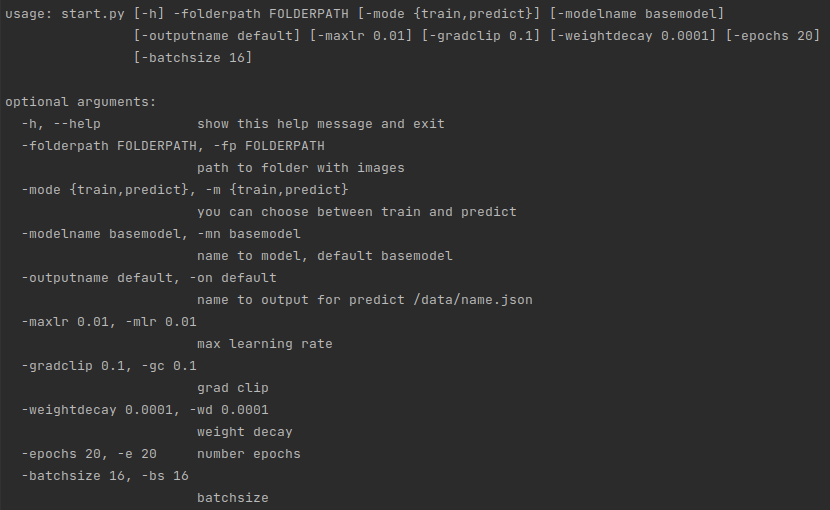 usage: start.py [-h] -folderpath FOLDERPATH [-mode {train,predict}] [-modelname basemodel]
                [-outputname default] [-maxlr 0.01] [-gradclip 0.1] [-weightdecay 0.0001] [-epochs 20]
                [-batchsize 16]

optional arguments:
  -h, --help            show this help message and exit
  -folderpath FOLDERPATH, -fp FOLDERPATH
                        path to folder with images
  -mode {train,predict}, -m {train,predict}
                        you can choose between train and predict
  -modelname basemodel, -mn basemodel
                        name to model, default basemodel
  -outputname default, -on default
                        name to output for predict /data/name.json
  -maxlr 0.01, -mlr 0.01
                        max learning rate
  -gradclip 0.1, -gc 0.1
                        grad clip
  -weightdecay 0.0001, -wd 0.0001
                        weight decay
  -epochs 20, -e 20     number epochs
  -batchsize 16, -bs 16
                        batchsize